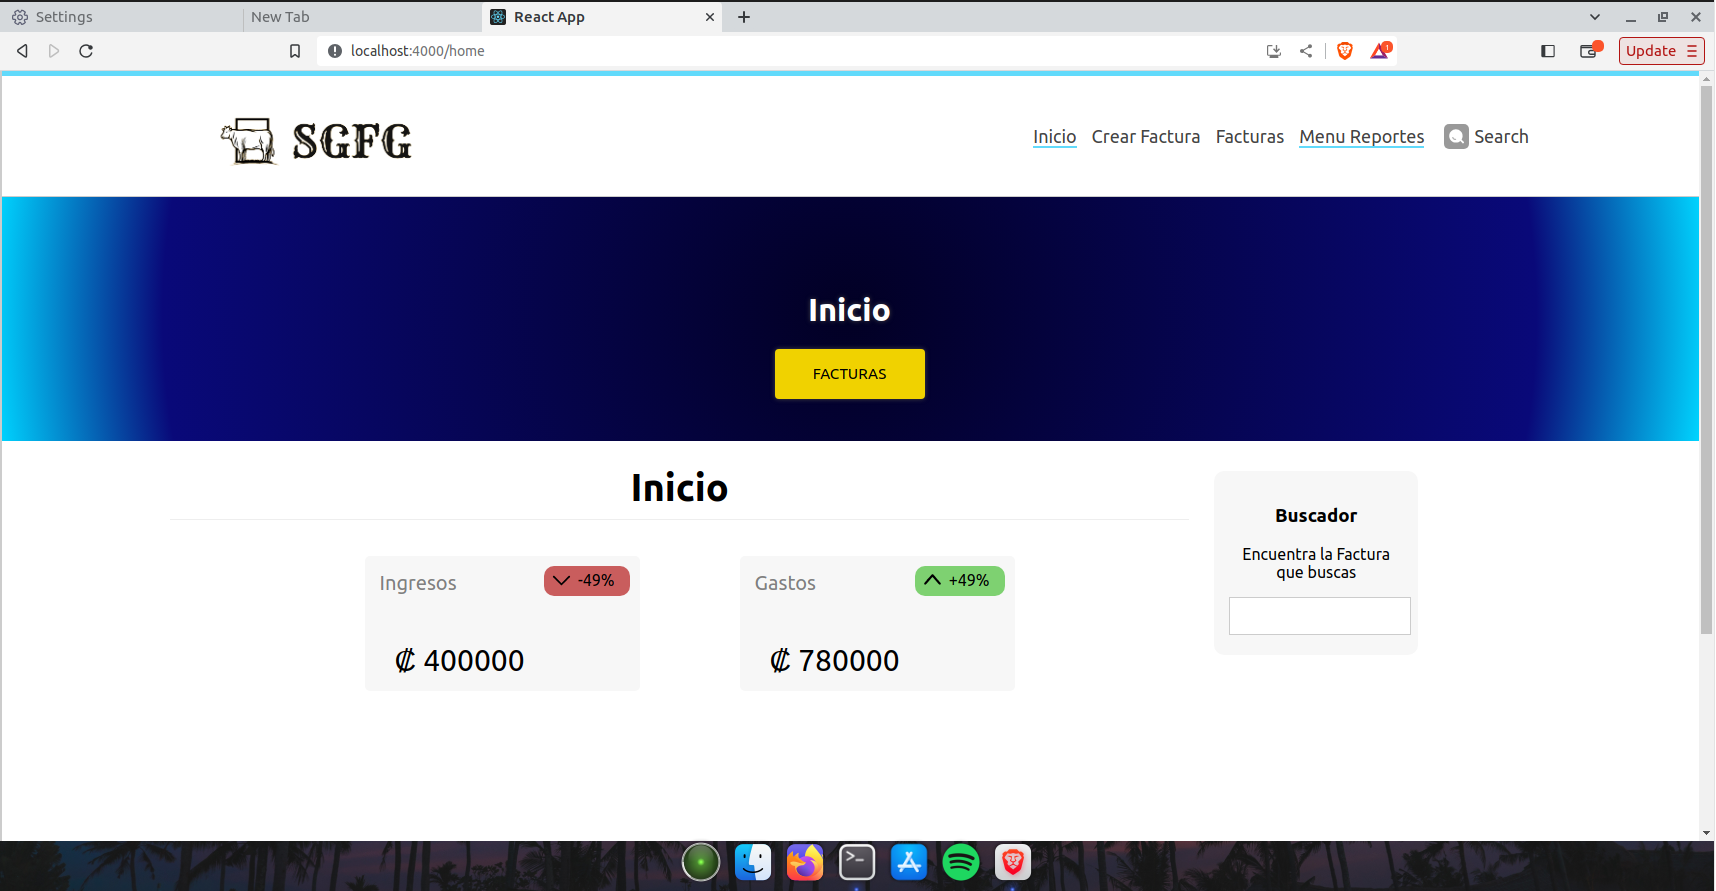 Settings
New Tab
React App
localhost:4000/home
1
Update
SGFG
Inicio Crear Factura Facturas Menu Reportes Search
Inicio
FACTURAS
Inicio
Ingresos
-49%
₡ 400000
Gastos
+49%
₡ 780000
Buscador
Encuentra la Factura
que buscas